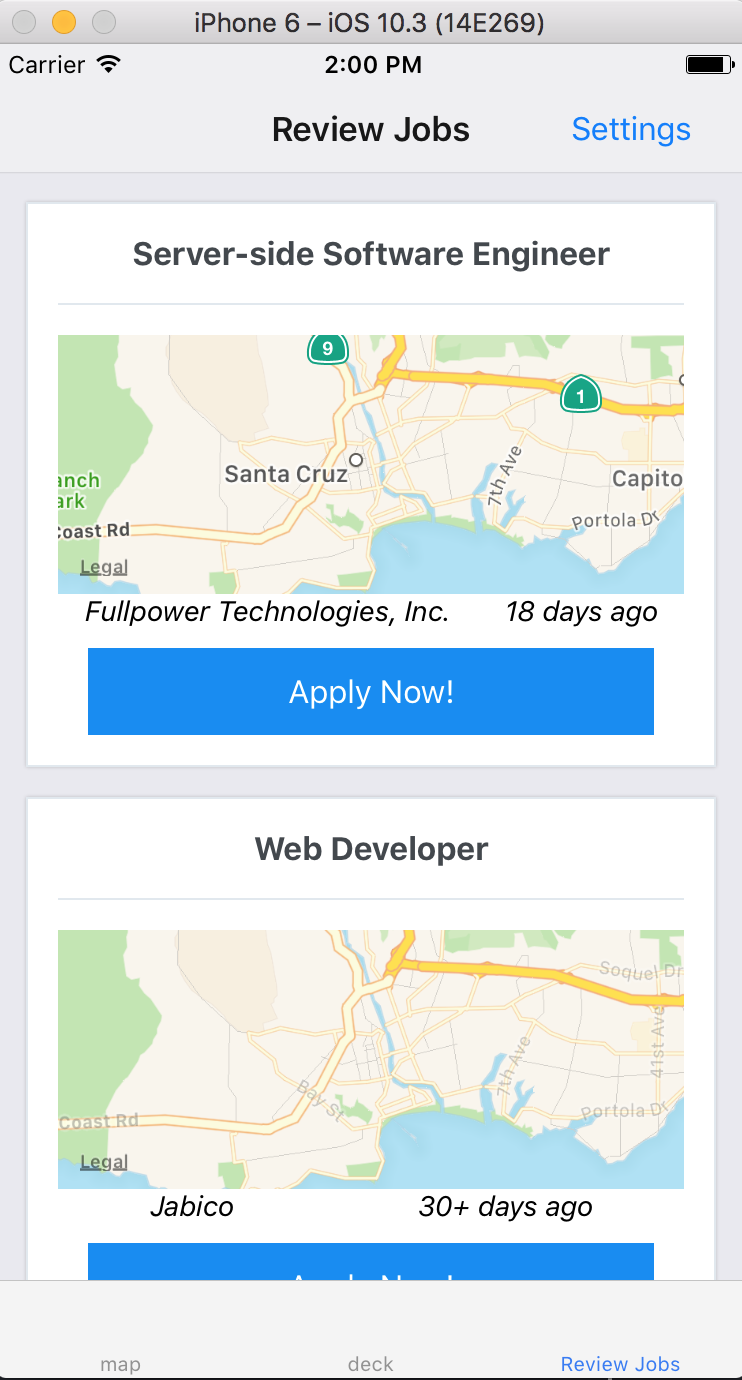 iPhone 6 – iOS 10.3 (14E269)
Carrier 2:00 PM
Review Jobs Settings
Server-side Software Engineer
9
1
Santa Cruz
7th Ave
Capito
anch
ark
Portola Dr
Coast Rd
Legal
Fullpower Technologies, Inc. 18 days ago
Apply Now!
Web Developer
Soquel Dr
41st Ave
7th Ave
Bay St
Portola Dr
Coast Rd
Legal
Jabico 30+ days ago
Apply Now!
map deck Review Jobs